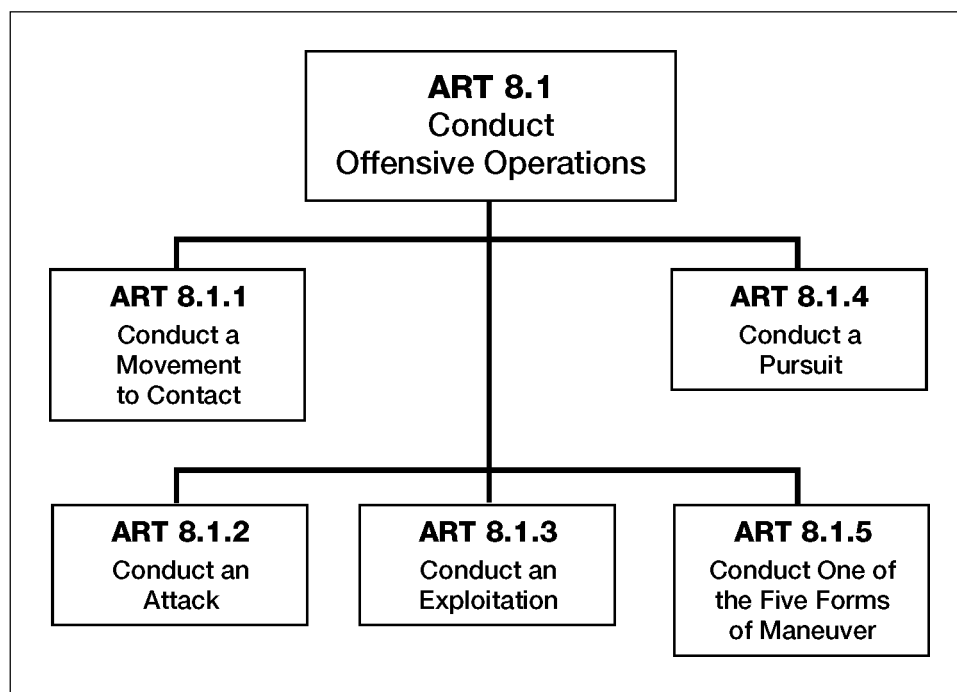 ART 8.1
Conduct
Offensive Operations
ART 8.1.1
Conduct a
Movement
to Contact
ART 8.1.4
Conduct a
Pursuit
ART 8.1.2
Conduct an
Attack
ART 8.1.3
Conduct an
Exploitation
ART 8.1.5
Conduct One of
the Five Forms
of Maneuver